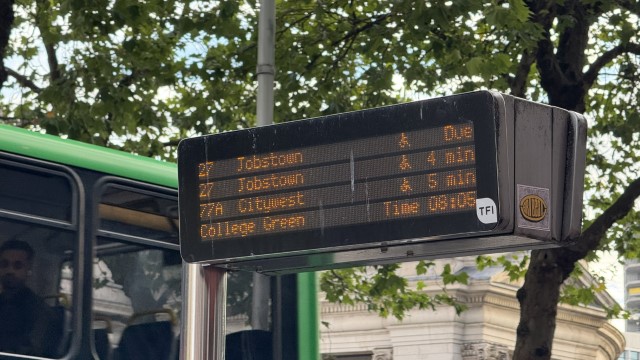 27 Jobstown Due
27 Jobstown 4 min
77A Citywest 5 min
College Green Time 08:05
TFI